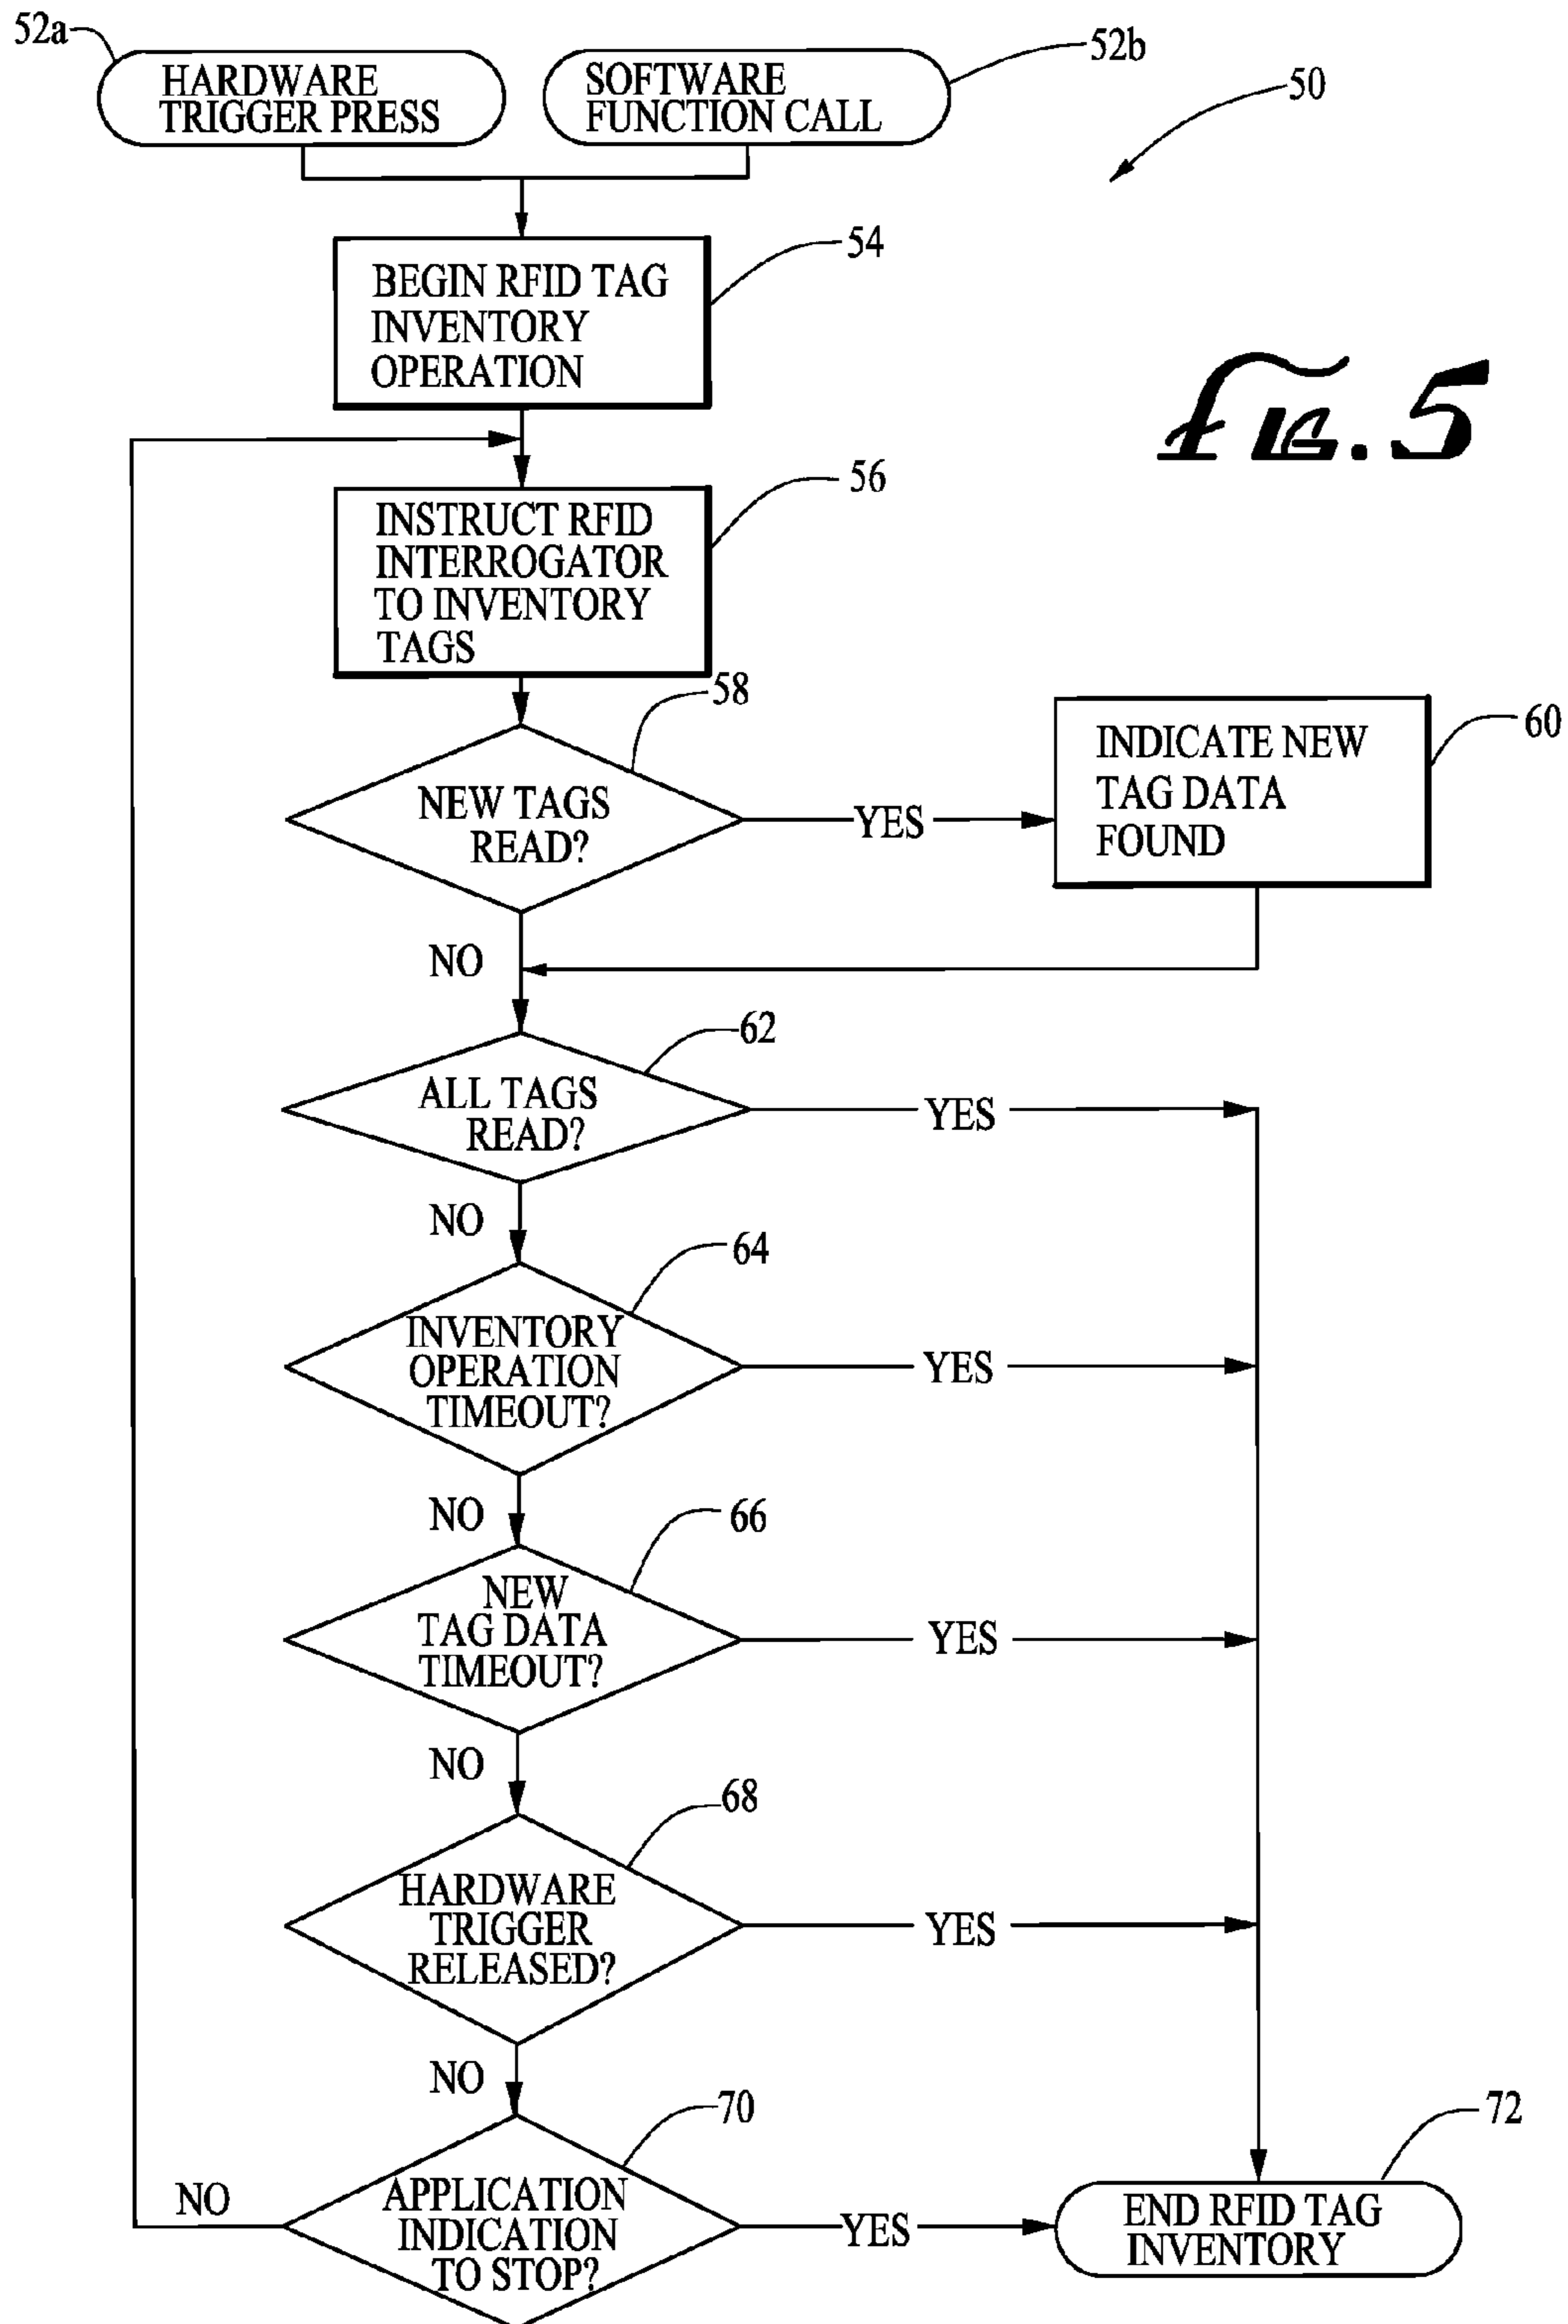 52a
HARDWARE
TRIGGER PRESS
SOFTWARE
FUNCTION CALL
52b
50
54
BEGIN RFID TAG
INVENTORY
OPERATION
FIG. 5
56
INSTRUCT RFID
INTERROGATOR
TO INVENTORY
TAGS
58
NEW TAGS
READ?
YES
INDICATE NEW
TAG DATA
FOUND
60
NO
62
ALL TAGS
READ?
YES
NO
64
INVENTORY
OPERATION
TIMEOUT?
YES
NO
66
NEW
TAG DATA
TIMEOUT?
YES
NO
68
HARDWARE
TRIGGER
RELEASED?
YES
NO
70
APPLICATION
INDICATION
TO STOP?
NO
YES
72
END RFID TAG
INVENTORY